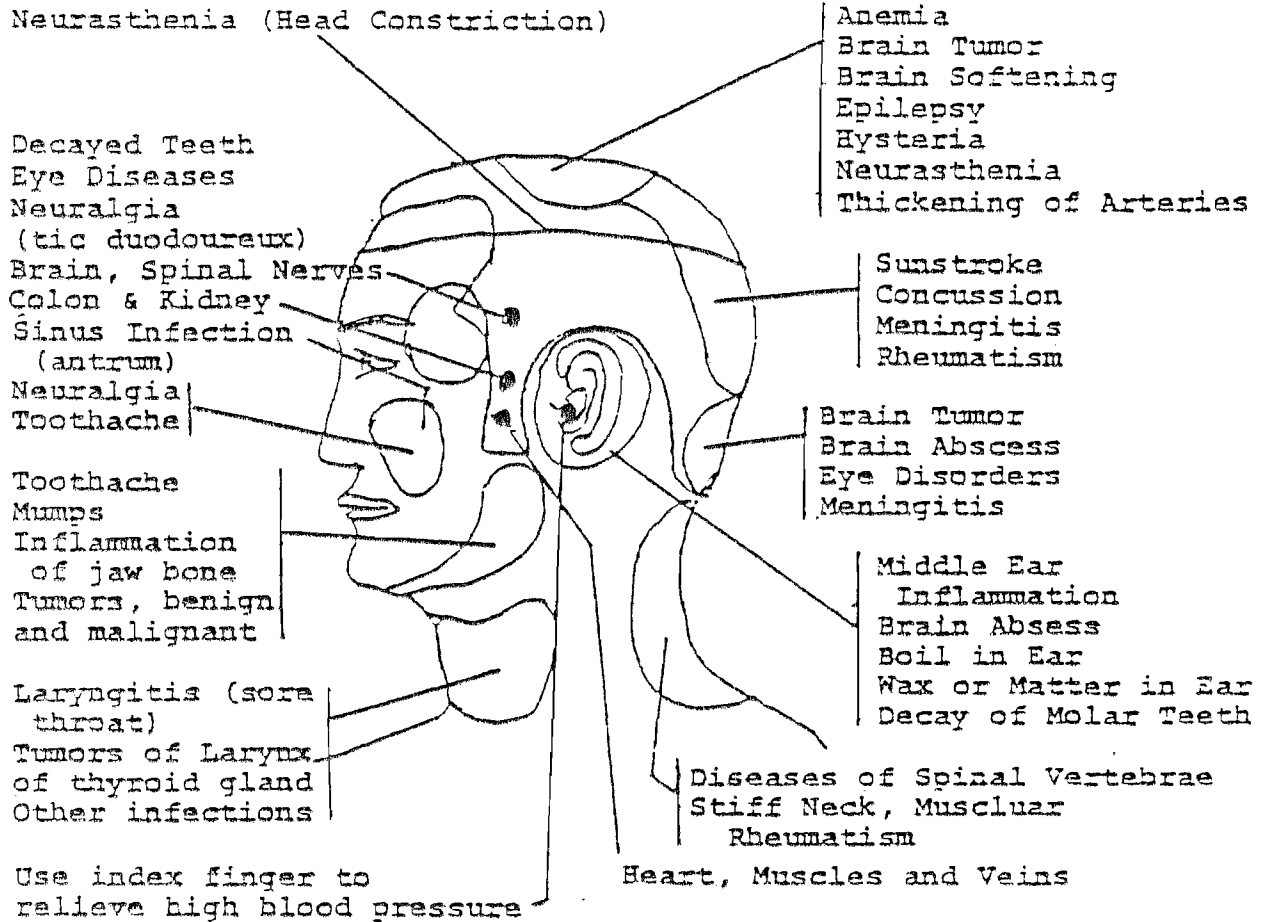 Neurasthenia (Head Constriction)
Anemia
Brain Tumor
Brain Softening
Epilepsy
Hysteria
Neurasthenia
Thickening of Arteries
Decayed Teeth
Eye Diseases
Neuralgia
(tic duodoureux)
Brain, Spinal Nerves
Colon & Kidney
Sinus Infection
(antrum)
Neuralgia
Toothache
Toothache
Mumps
Inflammation
of jaw bone
Tumors, benign
and malignant
Laryngitis (sore
throat)
Tumors of Larynx
of thyroid gland
Other infections
Use index finger to
relieve high blood pressure
Sunstroke
Concussion
Meningitis
Rheumatism
Brain Tumor
Brain Abscess
Eye Disorders
Meningitis
Middle Ear
Inflammation
Brain Absess
Boil in Ear
Wax or Matter in Ear
Decay of Molar Teeth
Diseases of Spinal Vertebrae
Stiff Neck, Muscluar
Rheumatism
Heart, Muscles and Veins